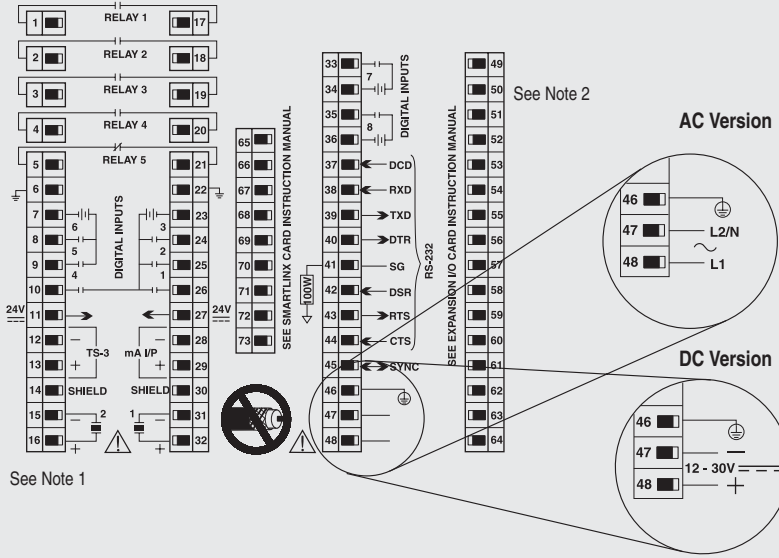 1 RELAY 1 17
2 RELAY 2 18
3 RELAY 3 19
4 RELAY 4 20
5 RELAY 5 21
6 22
7 23
8 24
9 25
10 26
11 27
12 28
13 29
14 30
15 31
16 32
6
5
4
DIGITAL INPUTS
3
2
1
24V
24V
− TS-3 mA I/P −
+ +
SHIELD SHIELD
− 2 1 −
+ +
See Note 1
65
66
67
68
69
70
71
72
73
SEE SMARTLINX CARD INSTRUCTION MANUAL
33
34
35
36
7
8
DIGITAL INPUTS
37 DCD
38 RXD
39 TXD
40 DTR
41 SG
42 DSR
43 RTS
44 CTS
45 SYNC
46
47
48
100W
RS-232
SEE EXPANSION I/O CARD INSTRUCTION MANUAL
49
50
51
52
53
54
55
56
57
58
59
60
61
62
63
64
See Note 2
AC Version
46
47 L2/N
48 L1
DC Version
46
47 −
12 - 30V
48 +